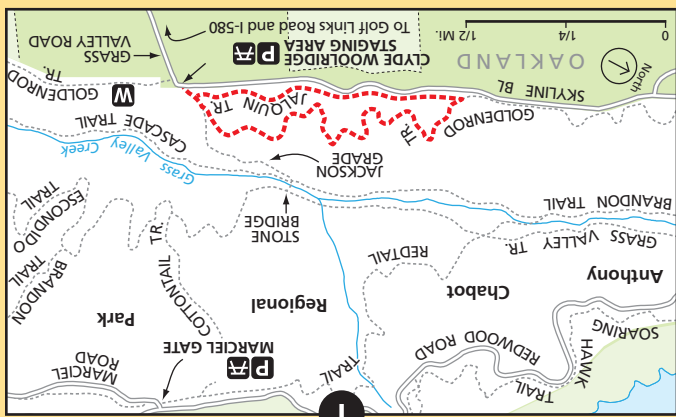 0
1/4
1/2 Mi.
North
OAKLAND
To Golf Links Road and I-580
GRASS
VALLEY ROAD
CLYDE WOOLRIDGE
STAGING AREA
P
SKYLINE BL
GOLDENROD
TR.
JALQUIN TR.
GOLDENROD
TR.
W
CASCADE TRAIL
Grass Valley Creek
JACKSON
GRADE
BRANDON TRAIL
GRASS VALLEY TR.
STONE
BRIDGE
REDTAIL
TRAIL
COTTONTAIL TR.
ESCONDIDO
TRAIL
BRANDON
TRAIL
Anthony
Chabot
Regional
Park
SOARING
HAWK
TRAIL
REDWOOD ROAD
MARCIEL GATE
P
MARCIEL
ROAD
1